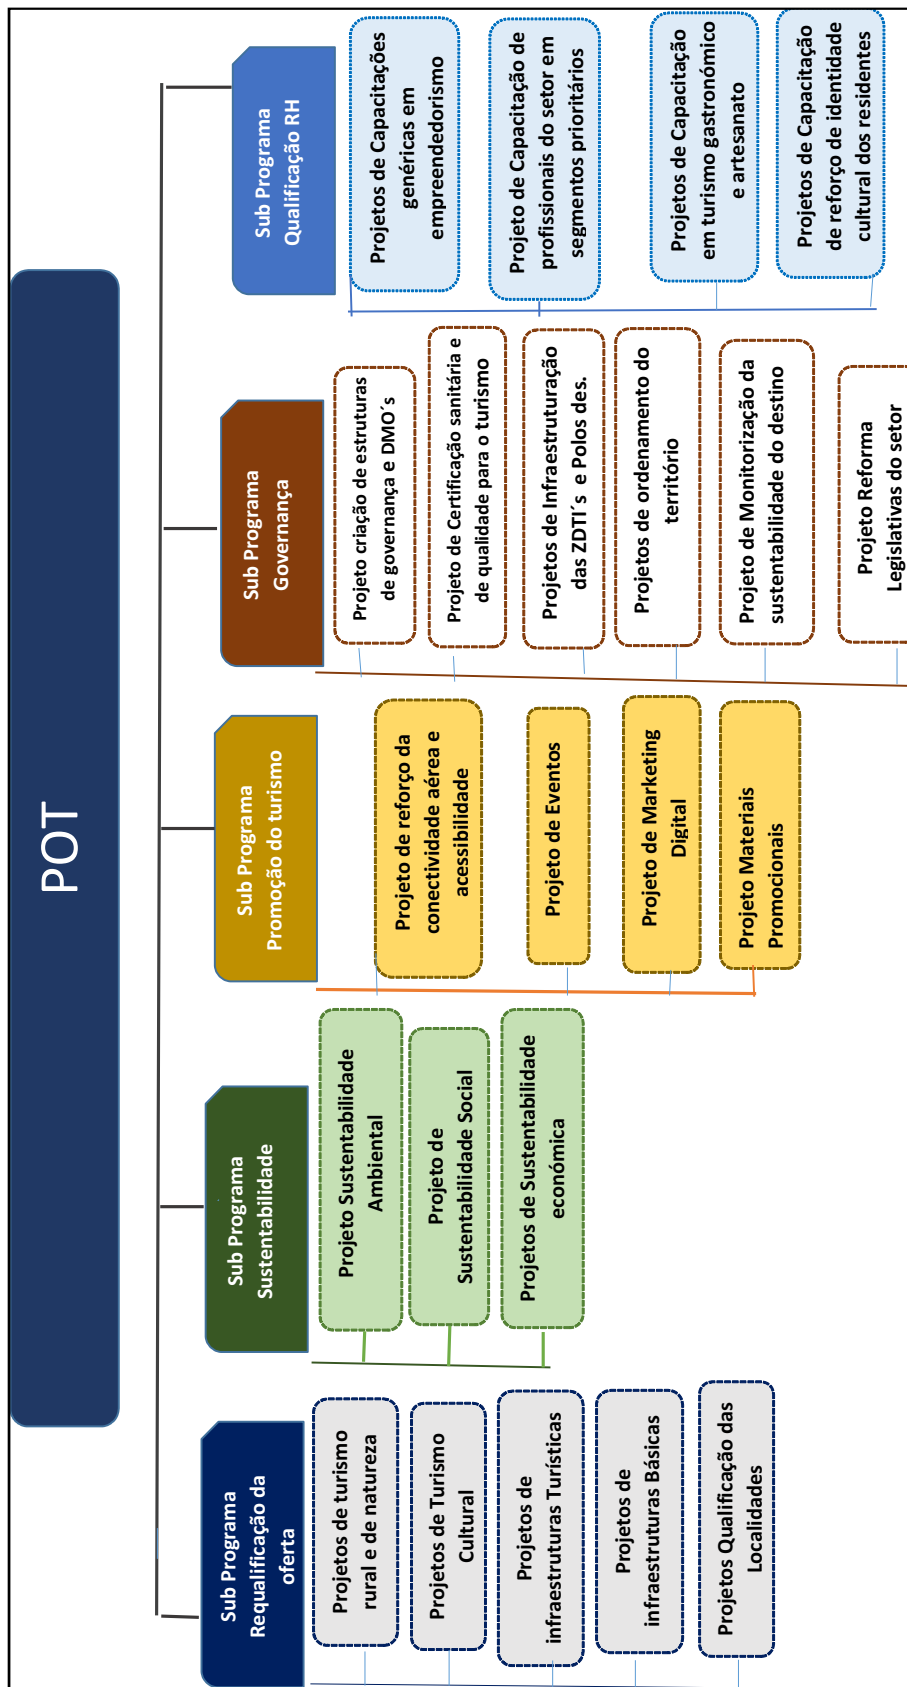 POT
Sub Programa
Requalificação da
oferta
Projetos de turismo
rural e de natureza
Projetos de Turismo
Cultural
Projetos de
infraestruturas Turísticas
Projetos de
infraestruturas Básicas
Projetos Qualificação das
Localidades
Sub Programa
Sustentabilidade
Projeto Sustentabilidade
Ambiental
Projeto de
Sustentabilidade Social
Projetos de Sustentabilidade
económica
Sub Programa
Promoção do turismo
Projeto de reforço da
conectividade aérea e
acessibilidade
Projeto de Eventos
Projeto de Marketing
Digital
Projeto Materiais
Promocionais
Sub Programa
Governança
Projeto criação de estruturas
de governança e DMO´s
Projeto de Certificação sanitária e
de qualidade para o turismo
Projetos de Infraestruturação
das ZDTI´s e Polos des.
Projetos de ordenamento do
território
Projeto de Monitorização da
sustentabilidade do destino
Projeto Reforma
Legislativas do setor
Sub Programa
Qualificação RH
Projetos de Capacitações
genéricas em
empreendedorismo
Projeto de Capacitação de
profissionais do setor em
segmentos prioritários
Projetos de Capacitação
em turismo gastronómico
e artesanato
Projetos de Capacitação
de reforço de identidade
cultural dos residentes